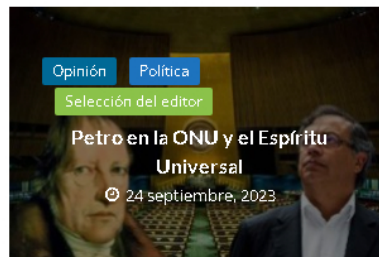 Opinión Política
Selección del editor
Petro en la ONU y el Espíritu
Universal
24 septiembre, 2023